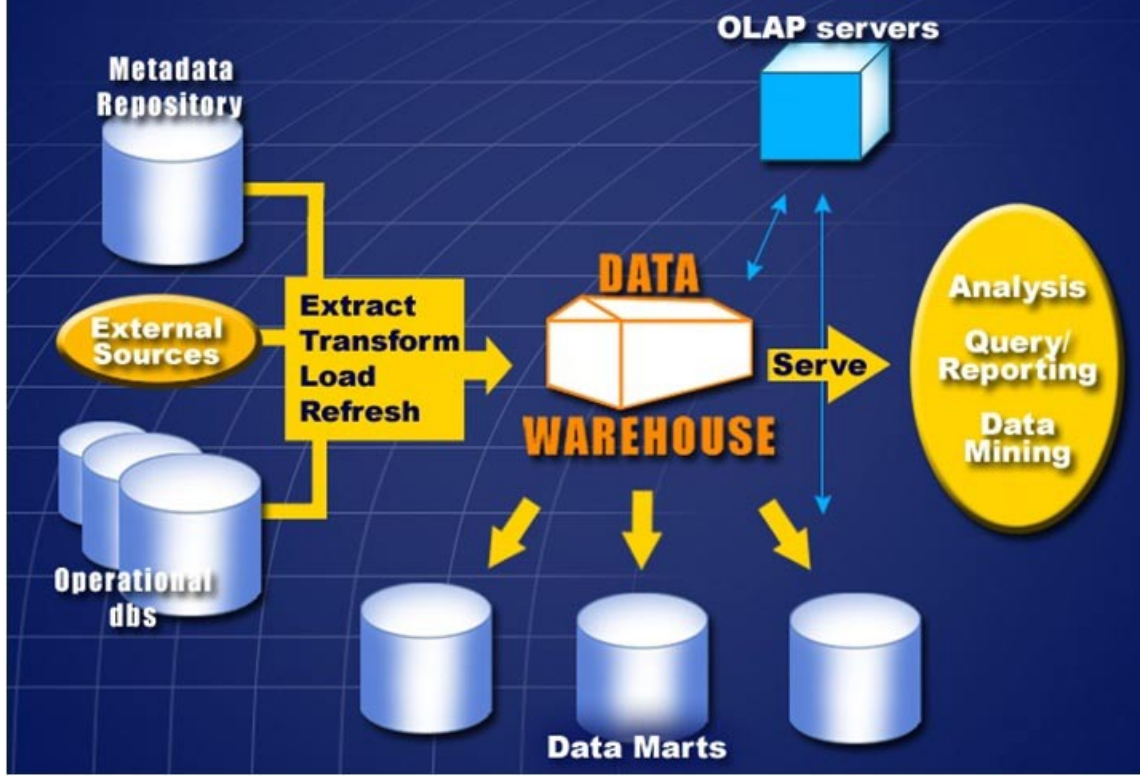 OLAP servers
Metadata
Repository
External
Sources
Extract
Transform
Load
Refresh
Operational
dbs
DATA
WAREHOUSE
Serve
Analysis
Query/
Reporting
Data
Mining
Data Marts